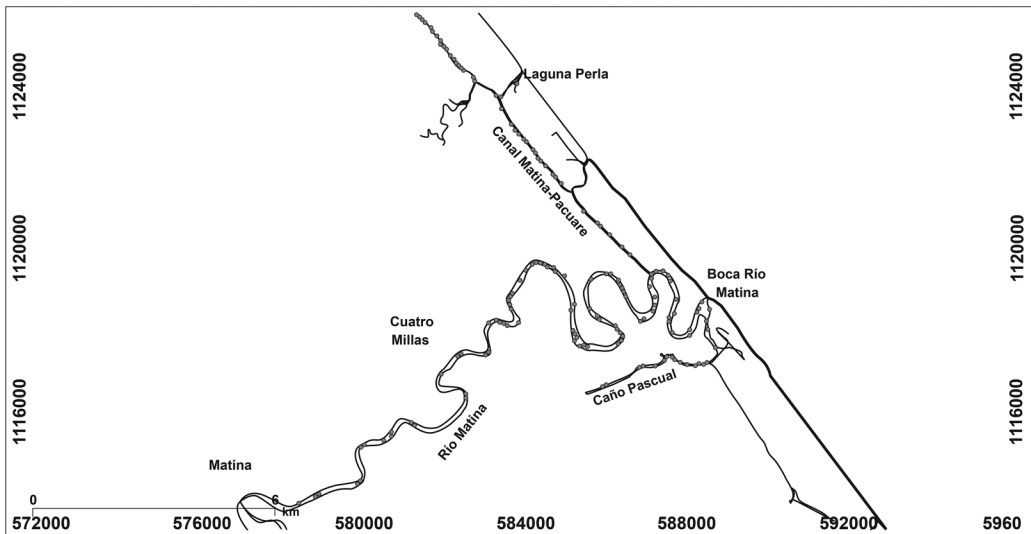 1124000
1124000
Laguna Perla
Canal Matina-Pacuare
1120000
1120000
Boca Río
Matina
Cuatro
Millas
Caño Pascual
1116000
1116000
Río Matina
Matina
0
6
km
572000
576000
580000
584000
588000
592000
5960